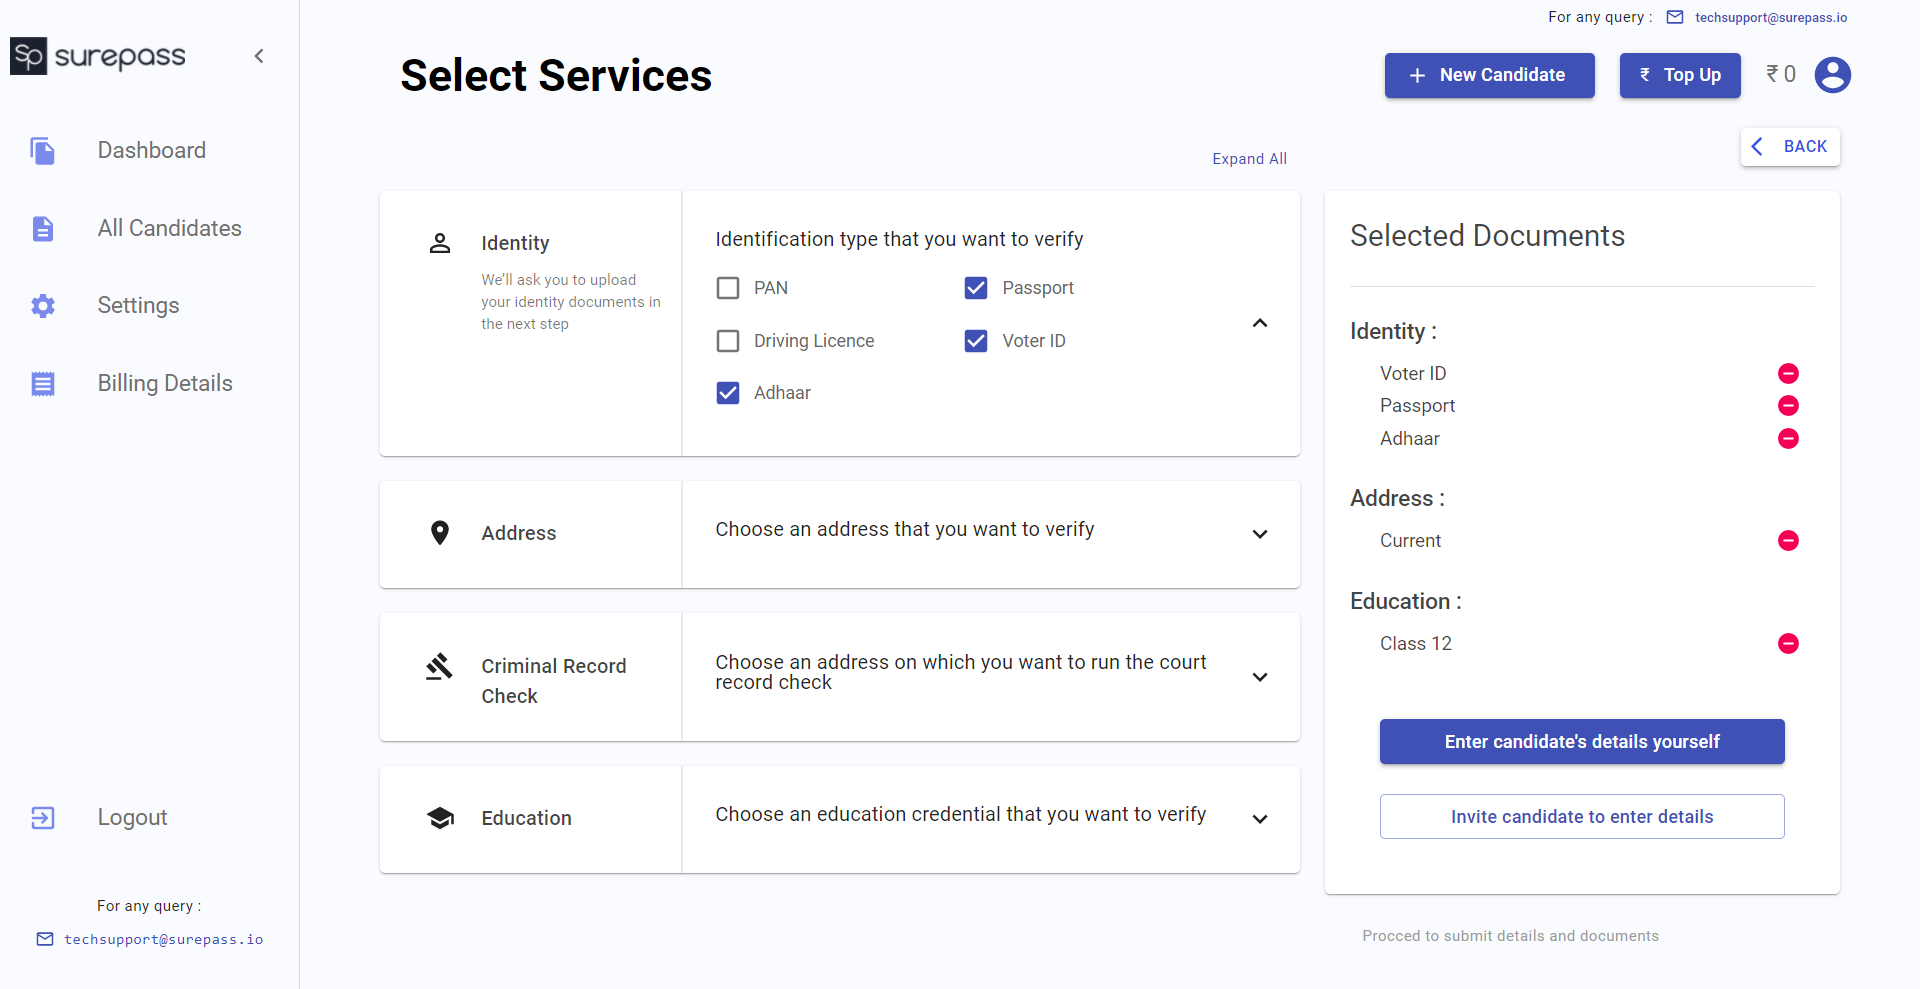 For any query : techsupport@surepass.io
Sp surepass
Select Services
+ New Candidate
₹ Top Up
₹ 0
Dashboard
All Candidates
Settings
Billing Details
Logout
For any query :
techsupport@surepass.io
Expand All
BACK
Identity
We'll ask you to upload
your identity documents in
the next step
Identification type that you want to verify
PAN
Passport
Driving Licence
Voter ID
Adhaar
Address
Choose an address that you want to verify
Criminal Record
Check
Choose an address on which you want to run the court
record check
Education
Choose an education credential that you want to verify
Selected Documents
Identity :
Voter ID
Passport
Adhaar
Address :
Current
Education :
Class 12
Enter candidate's details yourself
Invite candidate to enter details
Procced to submit details and documents